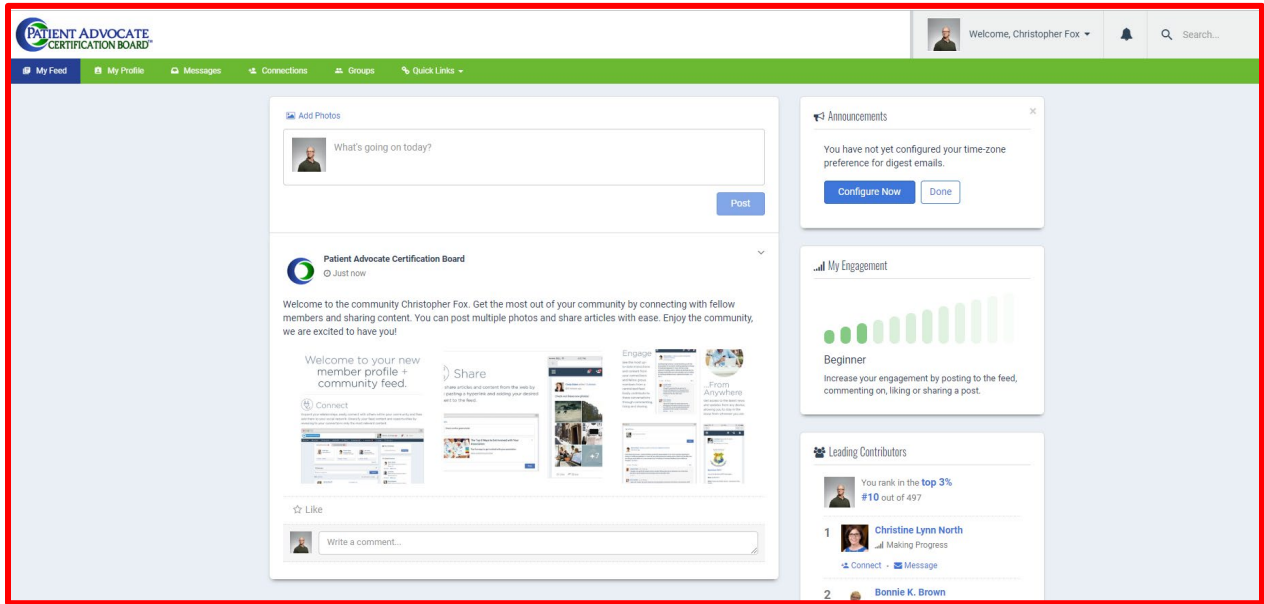 PATIENT ADVOCATE
CERTIFICATION BOARD™
Welcome, Christopher Fox
Search...
My Feed
My Profile
Messages
Connections
Groups
Quick Links
Add Photos
What's going on today?
Post
Patient Advocate Certification Board
Just now
Welcome to the community Christopher Fox. Get the most out of your community by connecting with fellow
members and sharing content. You can post multiple photos and share articles with ease. Enjoy the community,
we are excited to have you!
Welcome to your new
member profile +
community feed.
Connect
Share
Engage
...From
Anywhere
+7
Like
Write a comment...
Announcements
You have not yet configured your time-zone
preference for digest emails.
Configure Now
Done
My Engagement
Beginner
Increase your engagement by posting to the feed,
commenting on, liking or sharing a post.
Leading Contributors
You rank in the top 3%
#10 out of 497
1
Christine Lynn North
Making Progress
Connect - Message
2
Bonnie K. Brown